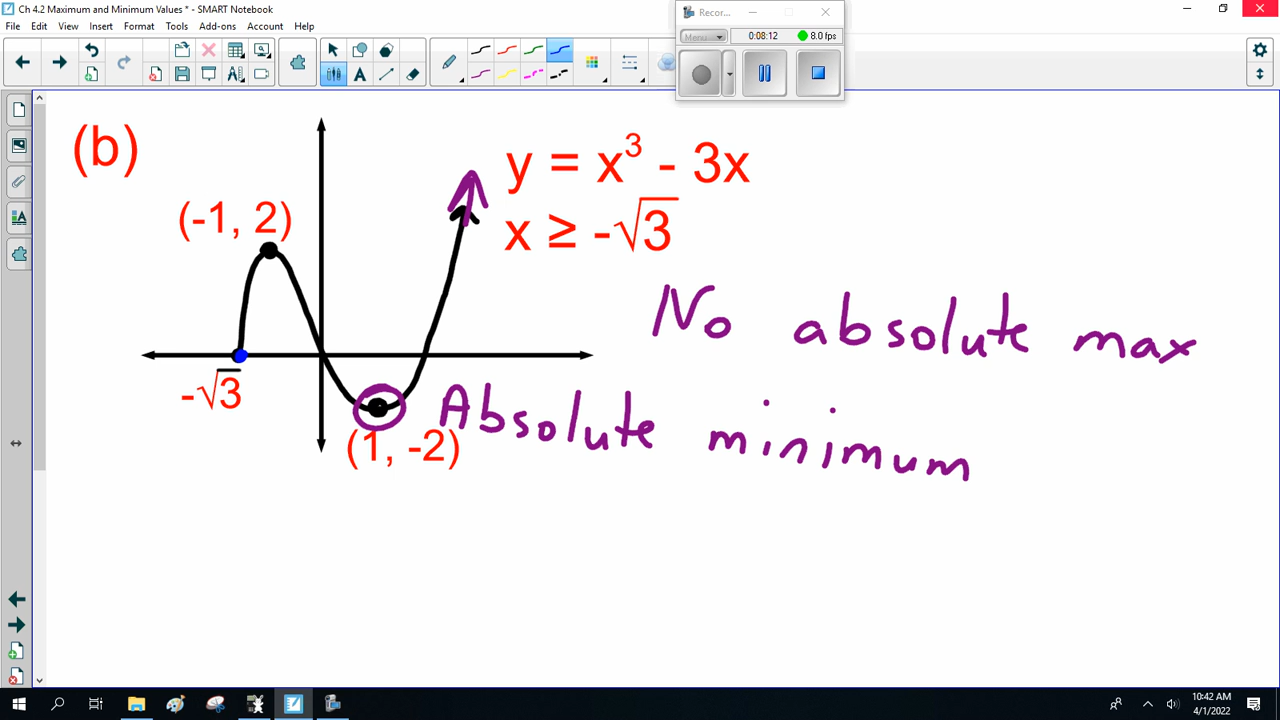 Ch 4.2 Maximum and Minimum Values * - SMART Notebook
File Edit View Insert Format Tools Add-ons Account Help
Recor...
Menu 0:08:12 8.0 fps
(b)
y = x³ - 3x
x ≥ -√3
(-1, 2)
No absolute max
-√3
Absolute minimum
(1, -2)
10:42 AM
4/1/2022